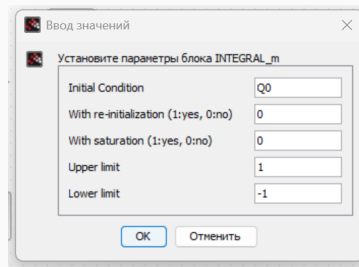 Ввод значений
Установите параметры блока INTEGRAL_m
Initial Condition Q0
With re-initialization (1:yes, 0:no) 0
With saturation (1:yes, 0:no) 0
Upper limit 1
Lower limit -1
OK Отменить